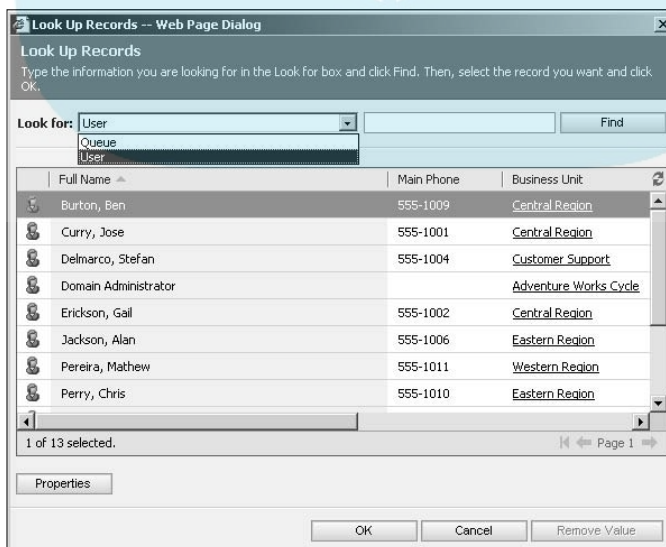 Look Up Records -- Web Page Dialog
Look Up Records
Type the information you are looking for in the Look for box and click Find. Then, select the record you want and click
OK.
Look for: User Find
Queue
User
Full Name Main Phone Business Unit
Burton, Ben 555-1009 Central Region
Curry, Jose 555-1001 Central Region
Delmarco, Stefan 555-1004 Customer Support
Domain Administrator Adventure Works Cycle
Erickson, Gail 555-1002 Central Region
Jackson, Alan 555-1006 Eastern Region
Pereira, Mathew 555-1011 Western Region
Perry, Chris 555-1010 Eastern Region
1 of 13 selected. Page 1
Properties
OK Cancel Remove Value